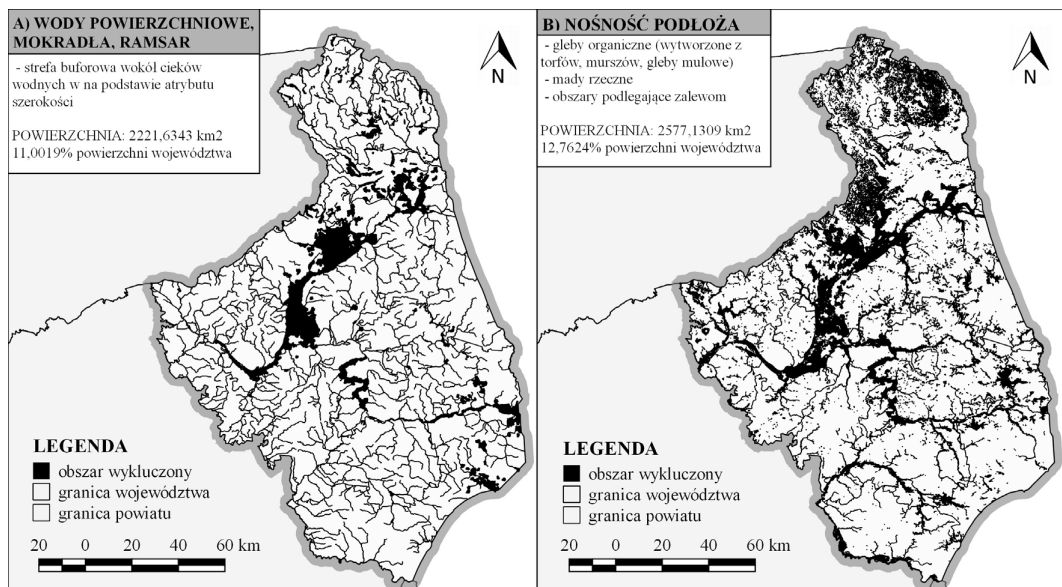 A) WODY POWIERZCHNIOWE,
MOKRADŁA, RAMSAR
- strefa buforowa wokół cieków
wodnych w na podstawie atrybutu
szerokości
POWIERZCHNIA: 2221,6343 km2
11,0019% powierzchni województwa
N
LEGENDA
obszar wykluczony
granica województwa
granica powiatu
20 0 20 40 60 km
B) NOŚNOŚĆ PODŁOŻA
- gleby organiczne (wytworzone z
torfów, murszów, gleby mułowe)
- mady rzeczne
- obszary podlegające zalewom
POWIERZCHNIA: 2577,1309 km2
12,7624% powierzchni województwa
N
LEGENDA
obszar wykluczony
granica województwa
granica powiatu
20 0 20 40 60 km